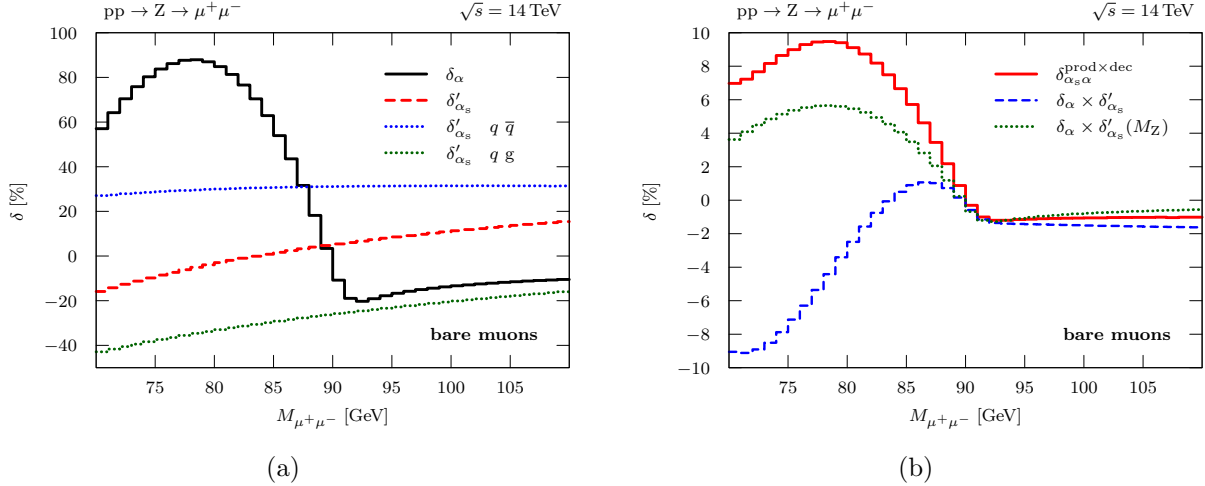 pp → Z → μ⁺μ⁻ √s = 14 TeV
δ [%]
100
80
60
40
20
0
−20
−40
δ_α
δ′_αs
δ′_αs q q̅
δ′_αs q g
bare muons
75 80 85 90 95 100 105
M_μ⁺μ⁻ [GeV]
(a)
pp → Z → μ⁺μ⁻ √s = 14 TeV
δ [%]
10
8
6
4
2
0
−2
−4
−6
−8
−10
δ^prod×dec_αsα
δ_α × δ′_αs
δ_α × δ′_αs(M_Z)
bare muons
75 80 85 90 95 100 105
M_μ⁺μ⁻ [GeV]
(b)